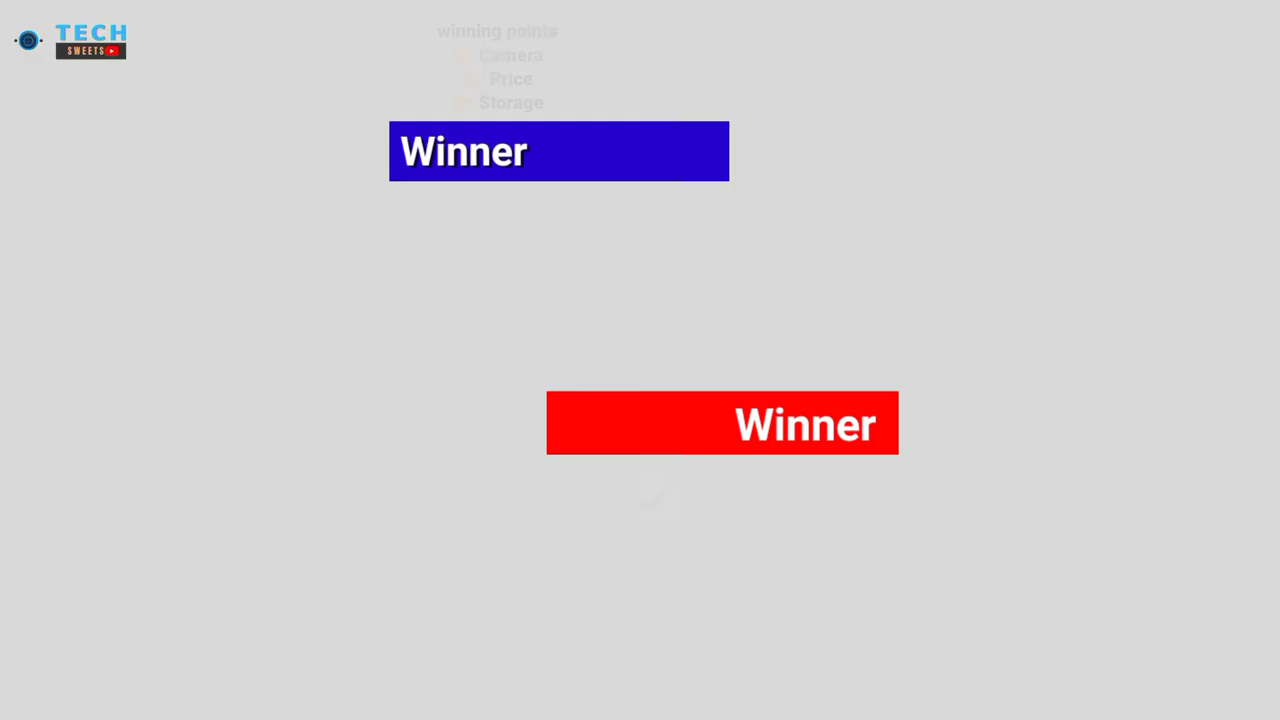 TECH
SWEETS
winning points
Camera
Price
Storage
Winner
Winner